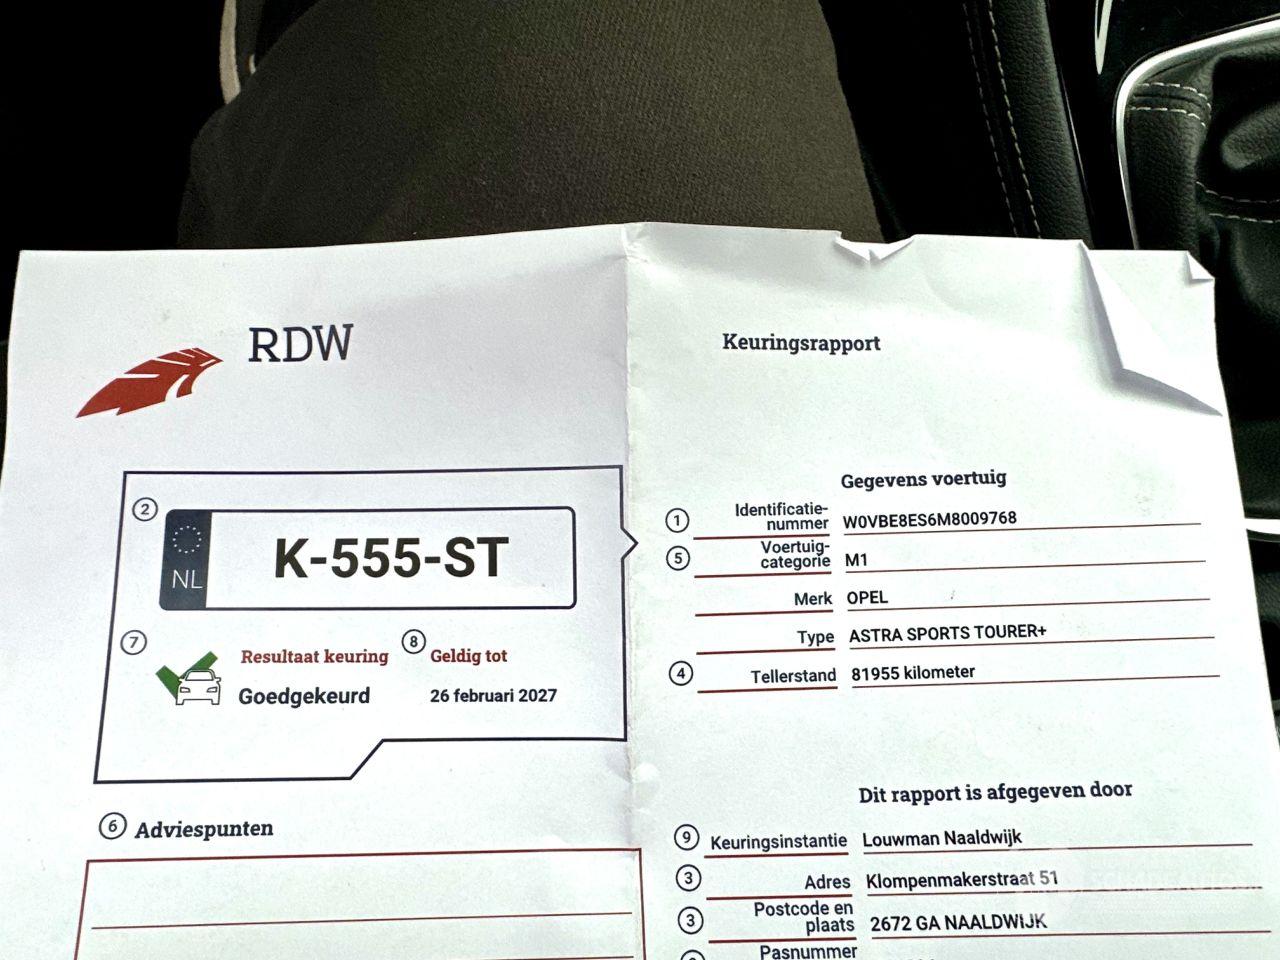 RDW
Keuringsrapport
2
NL
K-555-ST
7
Resultaat keuring
Goedgekeurd
8
Geldig tot
26 februari 2027
6 Adviespunten
Gegevens voertuig
1 Identificatie-
nummer W0VBE8ES6M8009768
5 Voertuig-
categorie M1
Merk OPEL
Type ASTRA SPORTS TOURER+
4 Tellerstand 81955 kilometer
Dit rapport is afgegeven door
9 Keuringsinstantie Louwman Naaldwijk
3 Adres Klompenmakerstraat 51
3 Postcode en
plaats 2672 GA NAALDWIJK
Pasnummer